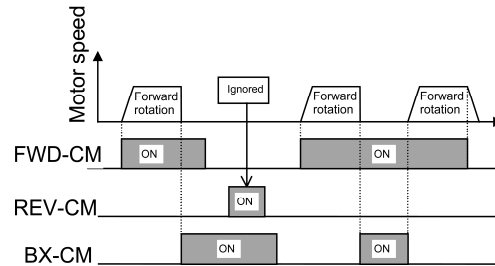 Motor speed
Ignored
Forward
rotation
Forward
rotation
Forward
rotation
FWD-CM
ON
ON
REV-CM
ON
BX-CM
ON
ON